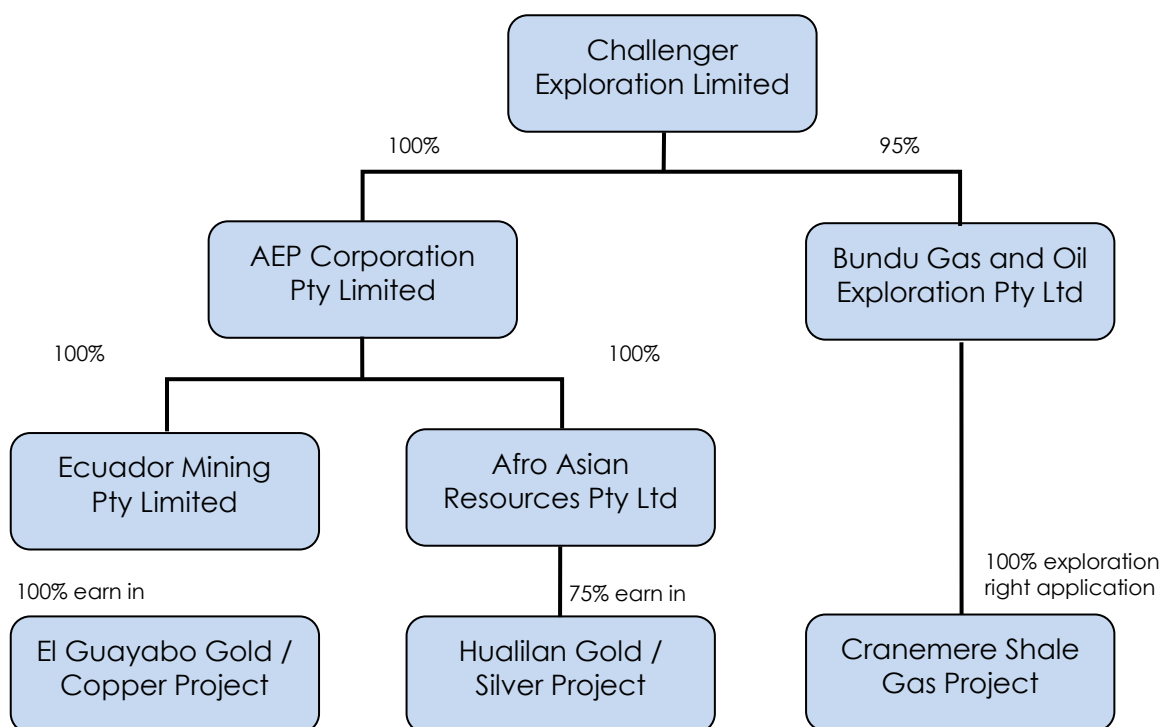 Challenger
Exploration Limited
100%
95%
AEP Corporation
Pty Limited
Bundu Gas and Oil
Exploration Pty Ltd
100%
100%
Ecuador Mining
Pty Limited
Afro Asian
Resources Pty Ltd
100% earn in
75% earn in
100% exploration
right application
El Guayabo Gold /
Copper Project
Hualilan Gold /
Silver Project
Cranemere Shale
Gas Project